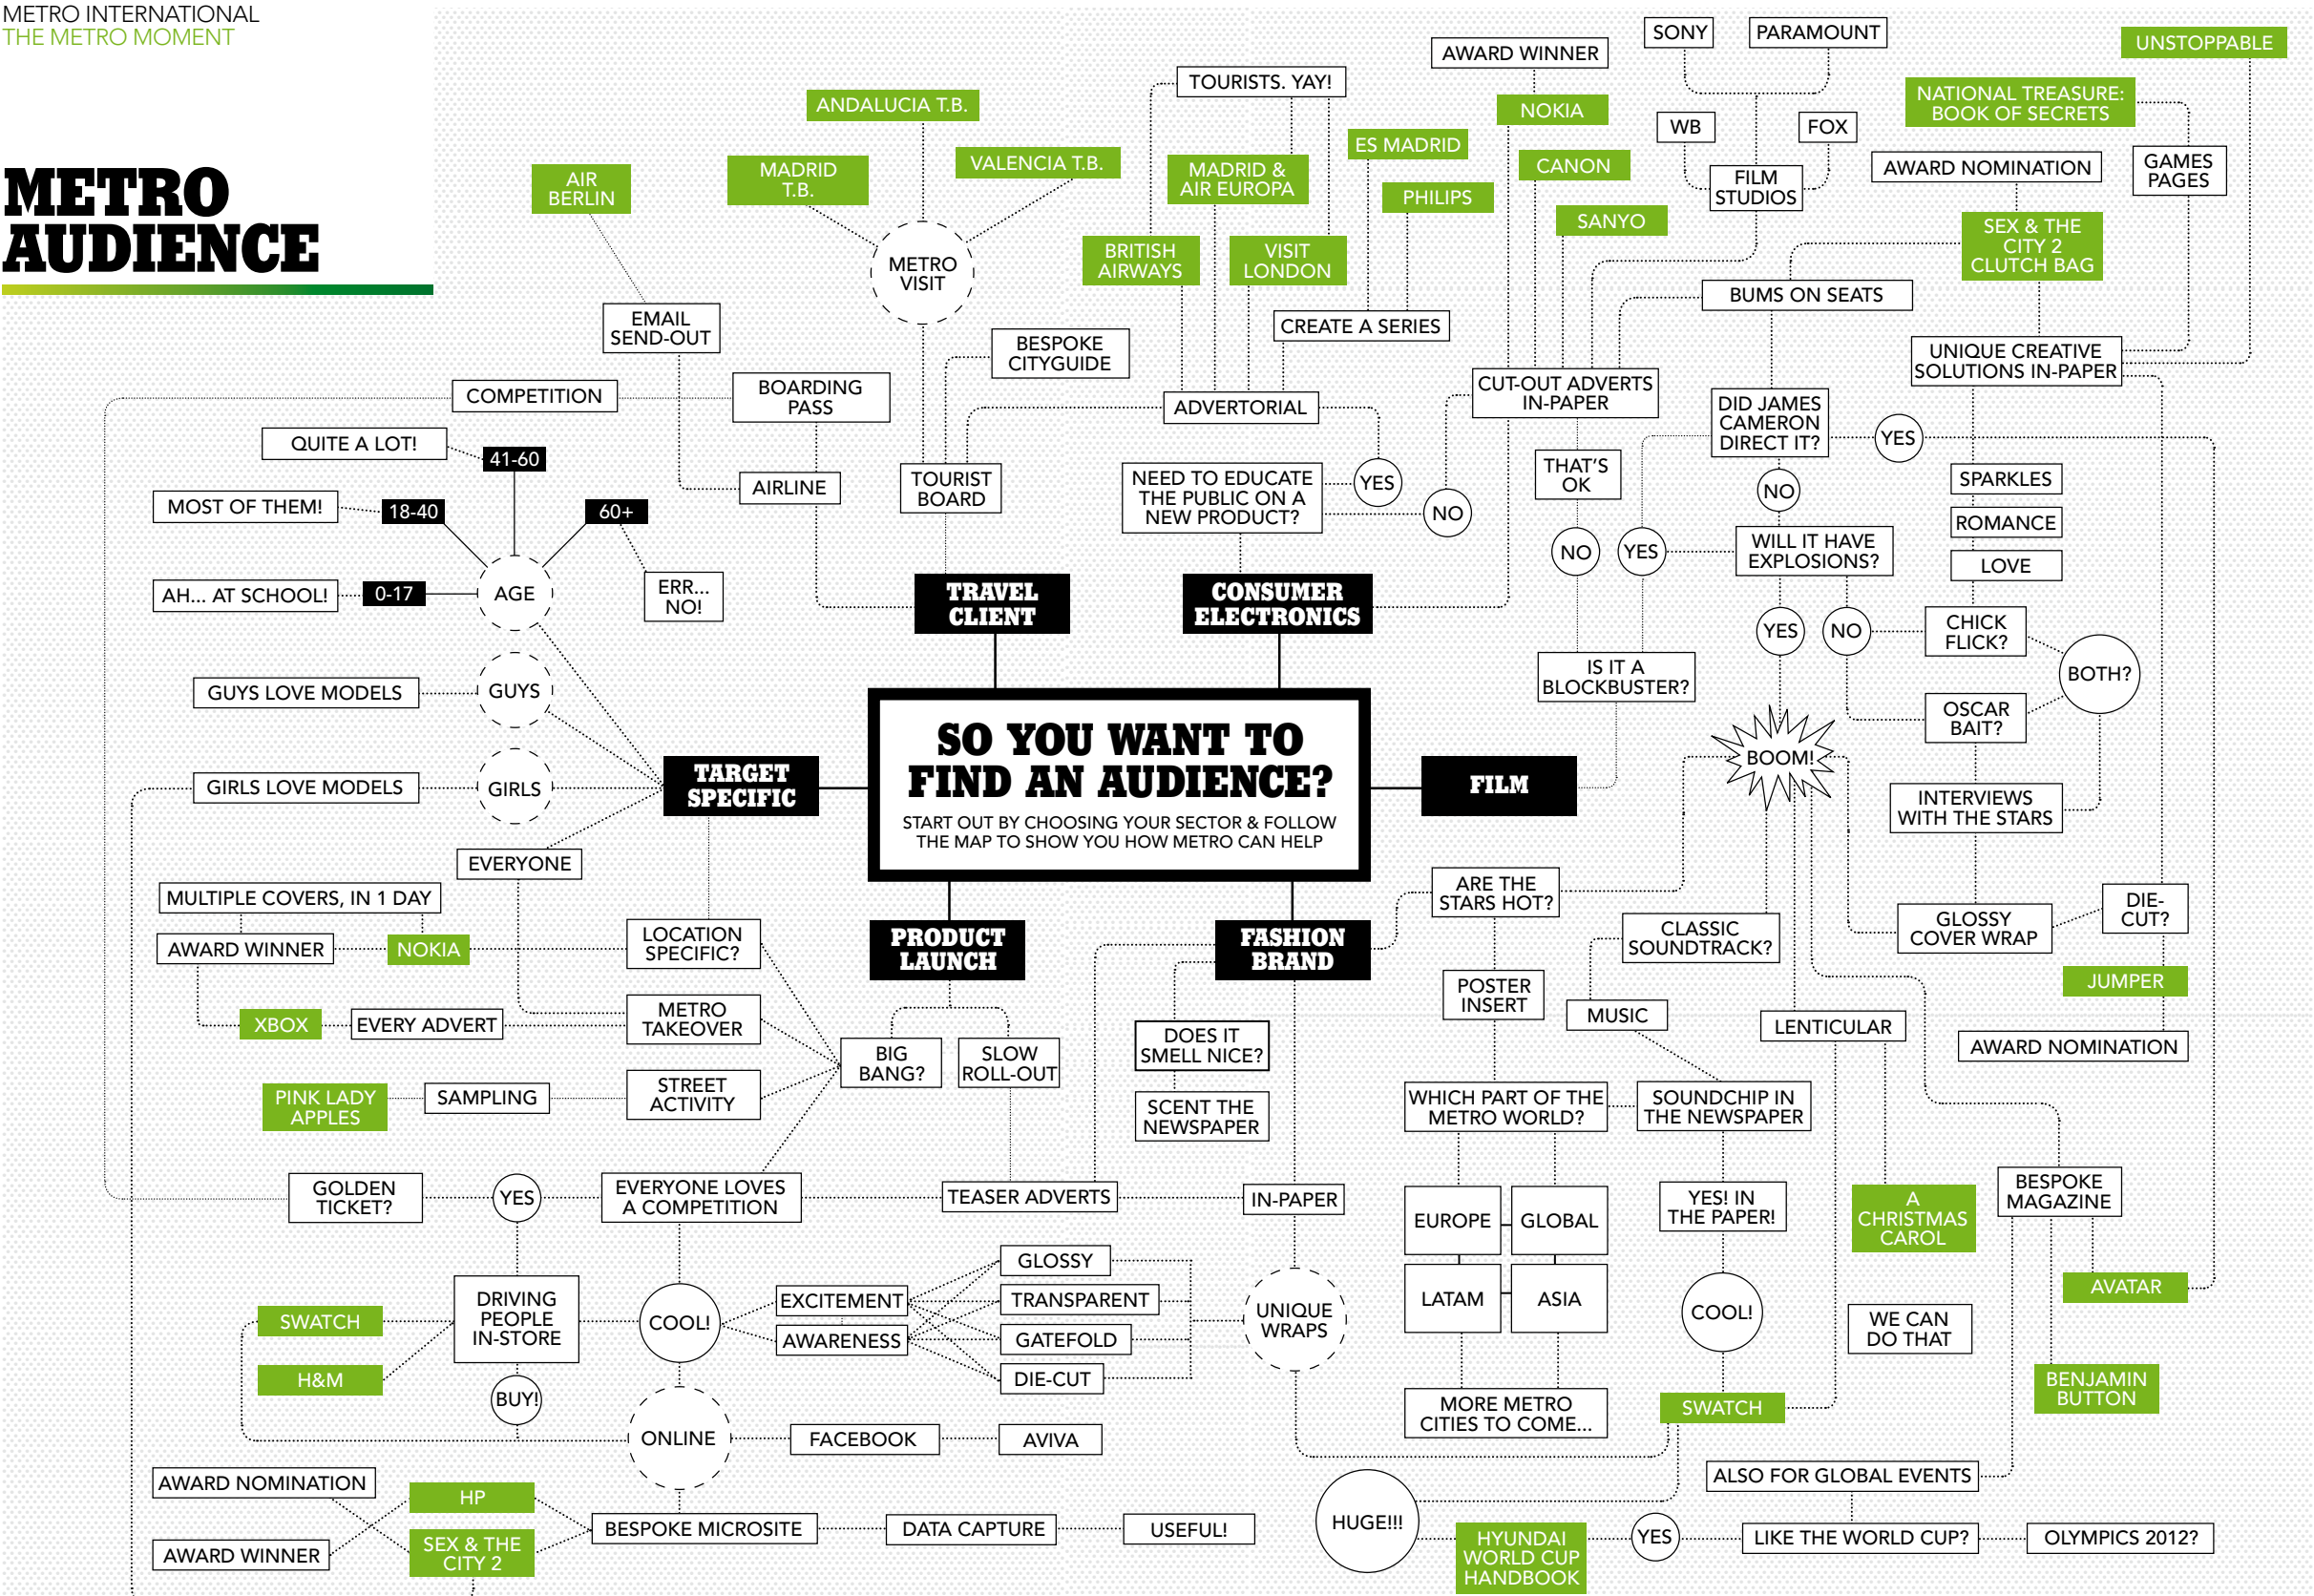 METRO INTERNATIONAL
THE METRO MOMENT
METRO
AUDIENCE
AIR
BERLIN
ANDALUCIA T.B.
MADRID
T.B.
VALENCIA T.B.
METRO
VISIT
EMAIL
SEND-OUT
BESPOKE
CITYGUIDE
COMPETITION
BOARDING
PASS
AIRLINE
TOURIST
BOARD
TOURISTS. YAY!
BRITISH
AIRWAYS
MADRID &
AIR EUROPA
VISIT
LONDON
ES MADRID
PHILIPS
CREATE A SERIES
ADVERTORIAL
NEED TO EDUCATE
THE PUBLIC ON A
NEW PRODUCT?
YES
NO
AWARD WINNER
NOKIA
CANON
SANYO
CUT-OUT ADVERTS
IN-PAPER
THAT'S
OK
NO
YES
SONY
PARAMOUNT
WB
FOX
FILM
STUDIOS
BUMS ON SEATS
DID JAMES
CAMERON
DIRECT IT?
YES
NO
WILL IT HAVE
EXPLOSIONS?
YES
NO
UNSTOPPABLE
NATIONAL TREASURE:
BOOK OF SECRETS
GAMES
PAGES
AWARD NOMINATION
SEX & THE
CITY 2
CLUTCH BAG
UNIQUE CREATIVE
SOLUTIONS IN-PAPER
SPARKLES
ROMANCE
LOVE
CHICK
FLICK?
BOTH?
OSCAR
BAIT?
INTERVIEWS
WITH THE STARS
IS IT A
BLOCKBUSTER?
BOOM!
QUITE A LOT!
41-60
MOST OF THEM!
18-40
60+
AH... AT SCHOOL!
0-17
AGE
ERR...
NO!
GUYS LOVE MODELS
GUYS
GIRLS LOVE MODELS
GIRLS
EVERYONE
TRAVEL
CLIENT
CONSUMER
ELECTRONICS
TARGET
SPECIFIC
SO YOU WANT TO
FIND AN AUDIENCE?
START OUT BY CHOOSING YOUR SECTOR & FOLLOW
THE MAP TO SHOW YOU HOW METRO CAN HELP
FILM
PRODUCT
LAUNCH
FASHION
BRAND
MULTIPLE COVERS, IN 1 DAY
AWARD WINNER
NOKIA
LOCATION
SPECIFIC?
XBOX
EVERY ADVERT
METRO
TAKEOVER
PINK LADY
APPLES
SAMPLING
STREET
ACTIVITY
BIG
BANG?
SLOW
ROLL-OUT
DOES IT
SMELL NICE?
SCENT THE
NEWSPAPER
ARE THE
STARS HOT?
POSTER
INSERT
CLASSIC
SOUNDTRACK?
MUSIC
LENTICULAR
GLOSSY
COVER WRAP
DIE-
CUT?
JUMPER
AWARD NOMINATION
WHICH PART OF THE
METRO WORLD?
SOUNDCHIP IN
THE NEWSPAPER
GOLDEN
TICKET?
YES
EVERYONE LOVES
A COMPETITION
TEASER ADVERTS
IN-PAPER
EUROPE
GLOBAL
LATAM
ASIA
MORE METRO
CITIES TO COME...
YES! IN
THE PAPER!
COOL!
SWATCH
A
CHRISTMAS
CAROL
WE CAN
DO THAT
BESPOKE
MAGAZINE
AVATAR
BENJAMIN
BUTTON
SWATCH
H&M
DRIVING
PEOPLE
IN-STORE
BUY!
COOL!
EXCITEMENT
AWARENESS
GLOSSY
TRANSPARENT
GATEFOLD
DIE-CUT
UNIQUE
WRAPS
ONLINE
FACEBOOK
AVIVA
AWARD NOMINATION
HP
AWARD WINNER
SEX & THE
CITY 2
BESPOKE MICROSITE
DATA CAPTURE
USEFUL!
HUGE!!!
HYUNDAI
WORLD CUP
HANDBOOK
YES
ALSO FOR GLOBAL EVENTS
LIKE THE WORLD CUP?
OLYMPICS 2012?